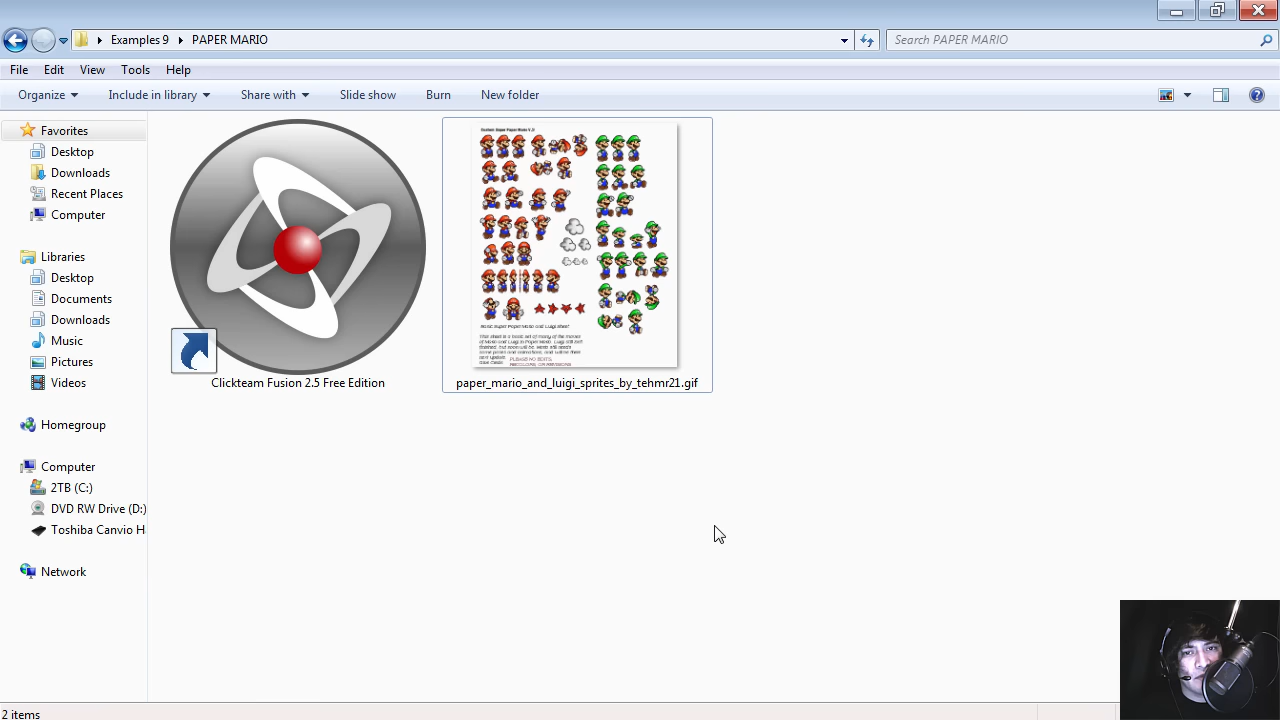 Examples 9
PAPER MARIO
Search PAPER MARIO
File
Edit
View
Tools
Help
Organize
Include in library
Share with
Slide show
Burn
New folder
Favorites
Desktop
Downloads
Recent Places
Computer
Libraries
Desktop
Documents
Downloads
Music
Pictures
Videos
Homegroup
Computer
2TB (C:)
DVD RW Drive (D:)
Toshiba Canvio H
Network
Clickteam Fusion 2.5 Free Edition
paper_mario_and_luigi_sprites_by_tehmr21.gif
2 items